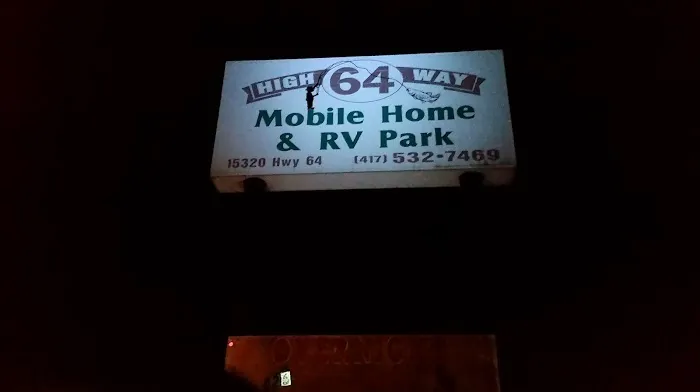 HIGH 64 WAY
Mobile Home
& RV Park
15320 Hwy 64 (417) 532-7469